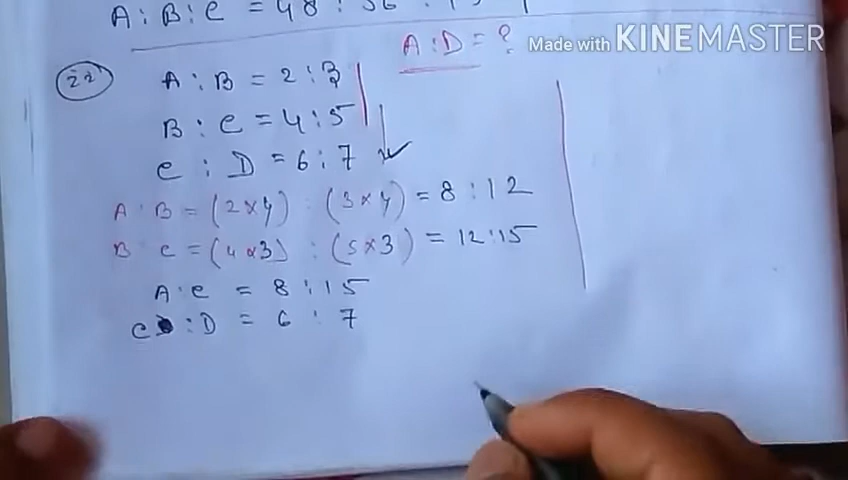 A : B : C = 48 : 56 :
A : D = ?
Made with KINEMASTER
22 A : B = 2 : 3
B : C = 4 : 5
C : D = 6 : 7
A : B = (2 × 4) : (3 × 4) = 8 : 12
B : C = (4 × 3) : (5 × 3) = 12 : 15
A : C = 8 : 15
C : D = 6 : 7